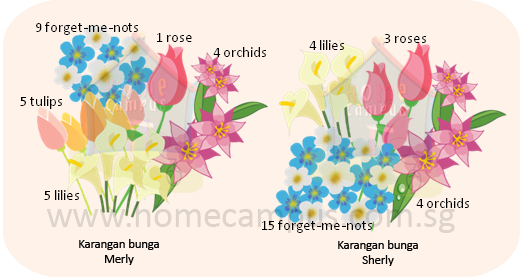 9 forget-me-nots
1 rose
4 orchids
5 tulips
5 lilies
Karangan bunga
Merly
4 lilies
3 roses
4 orchids
15 forget-me-nots
Karangan bunga
Sherly
www.homecampus.com.sg